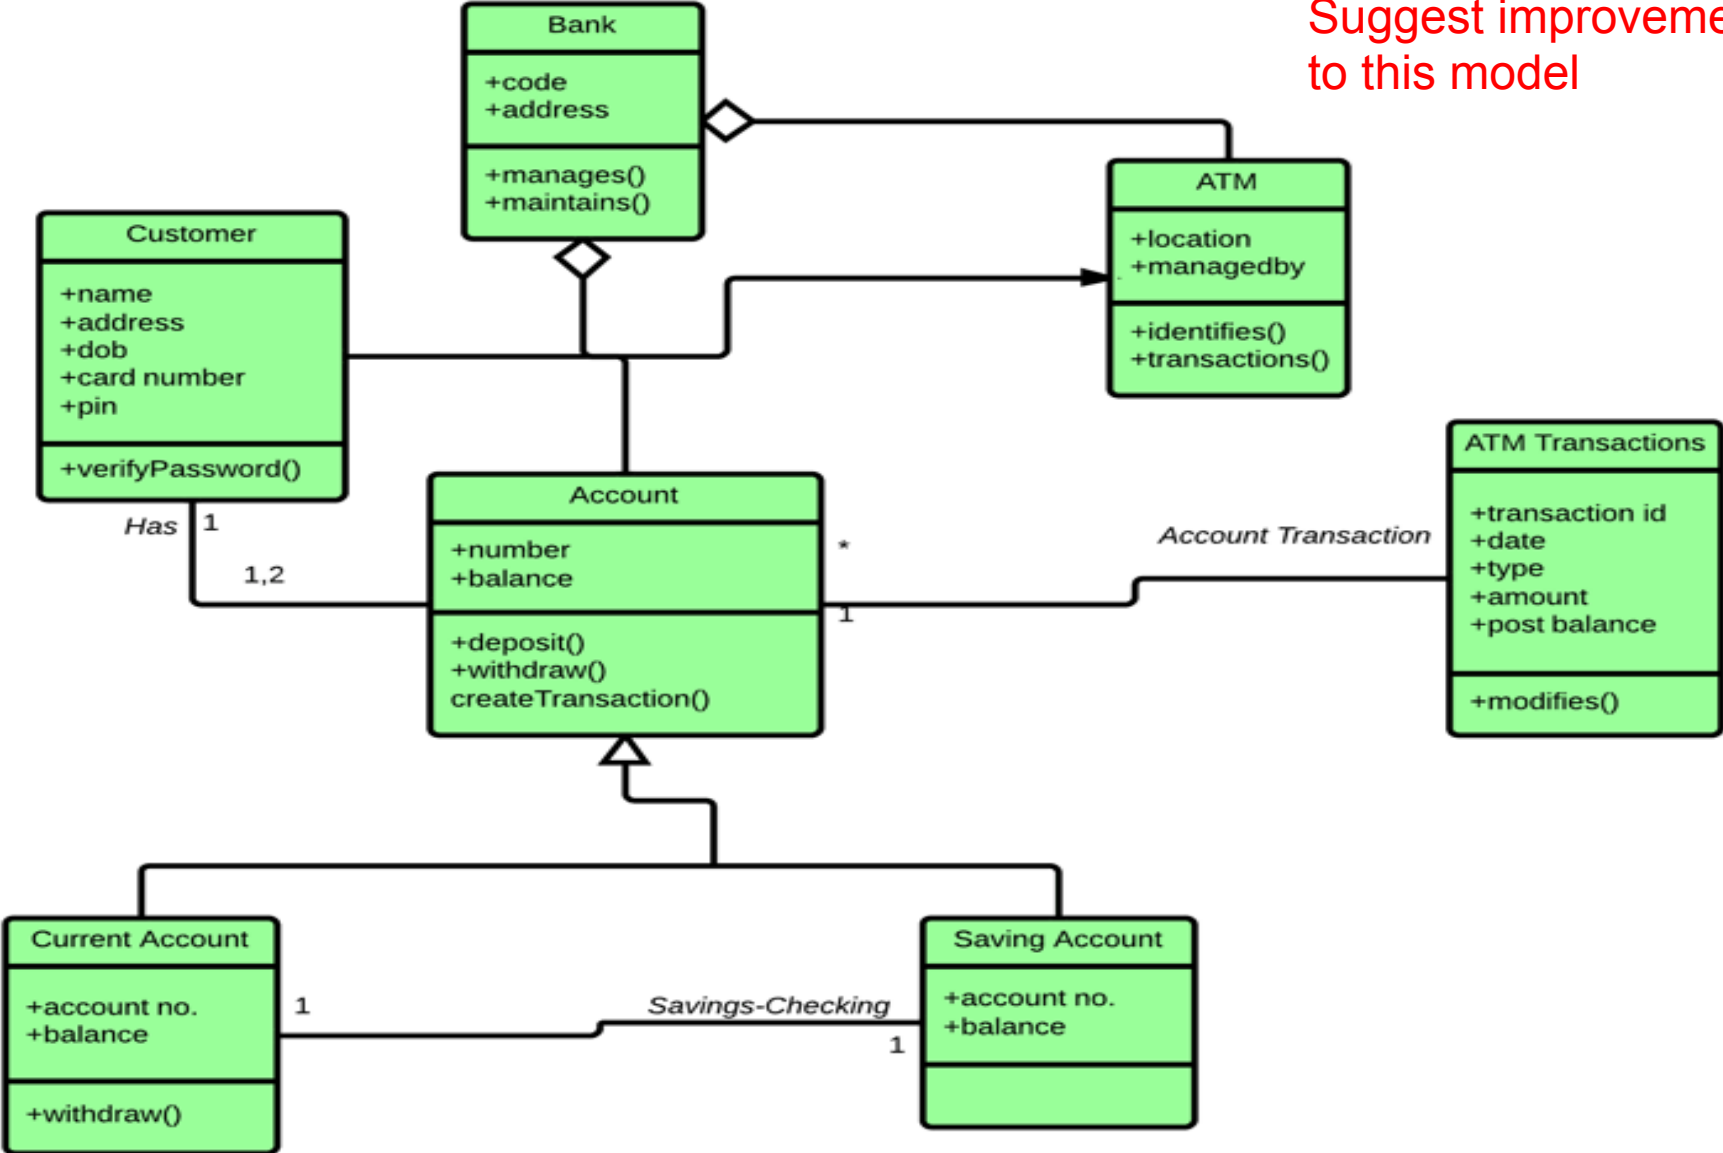 Suggest
to this model
Bank
+code
+address
+manages()
+maintains()
ATM
+location
+managedby
+identifies()
+transactions()
Customer
+name
+address
+dob
+card number
+pin
+verifyPassword()
Has
1
1,2
Account
+number
+balance
+deposit()
+withdraw()
createTransaction()
*
1
Account Transaction
ATM Transactions
+transaction id
+date
+type
+amount
+post balance
+modifies()
Current Account
+account no.
+balance
+withdraw()
1
Savings-Checking
1
Saving Account
+account no.
+balance